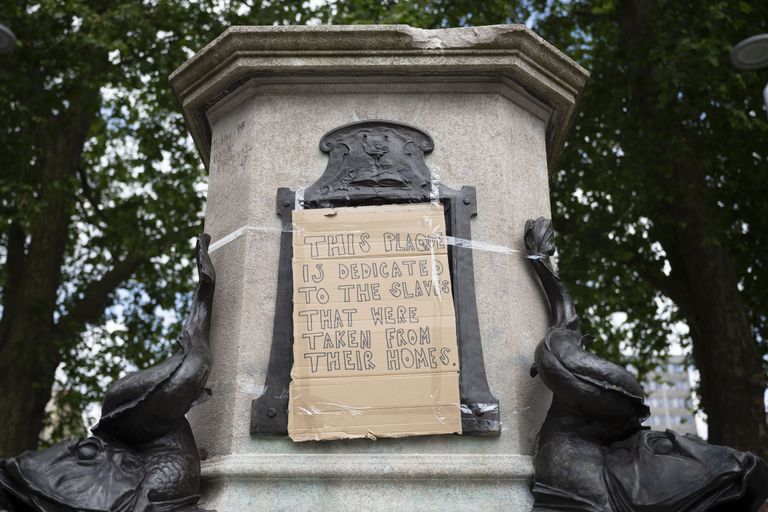 THIS PLAQUE
IS DEDICATED
TO THE SLAVES
THAT WERE
TAKEN FROM
THEIR HOMES.